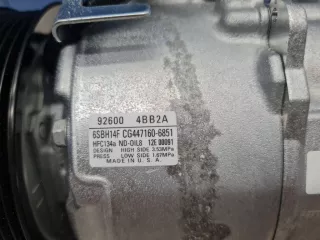 92600 4BB2A
6SBH14F CG447160-6851
HFC134a ND-OIL8 12E 00091
DESIGN HIGH SIDE 3.53MPa
PRESS LOW SIDE 1.67MPa
MADE IN U.S.A.